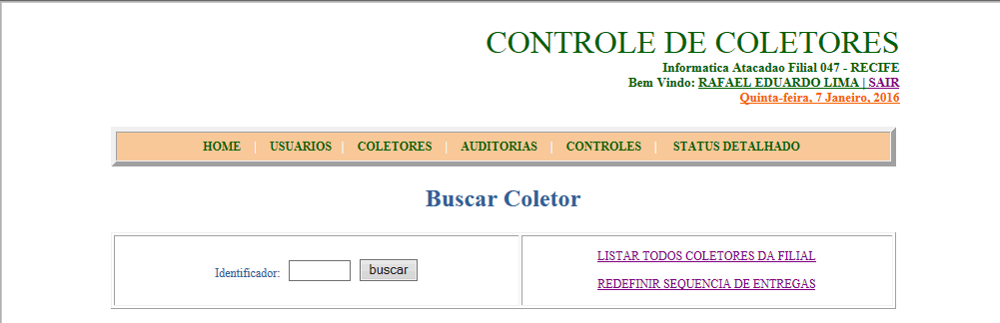 CONTROLE DE COLETORES
Informatica Atacadao Filial 047 - RECIFE
Bem Vindo: RAFAEL EDUARDO LIMA | SAIR
Quinta-feira, 7 Janeiro, 2016
HOME | USUARIOS | COLETORES | AUDITORIAS | CONTROLES | STATUS DETALHADO
Buscar Coletor
Identificador: buscar
LISTAR TODOS COLETORES DA FILIAL
REDEFINIR SEQUENCIA DE ENTREGAS